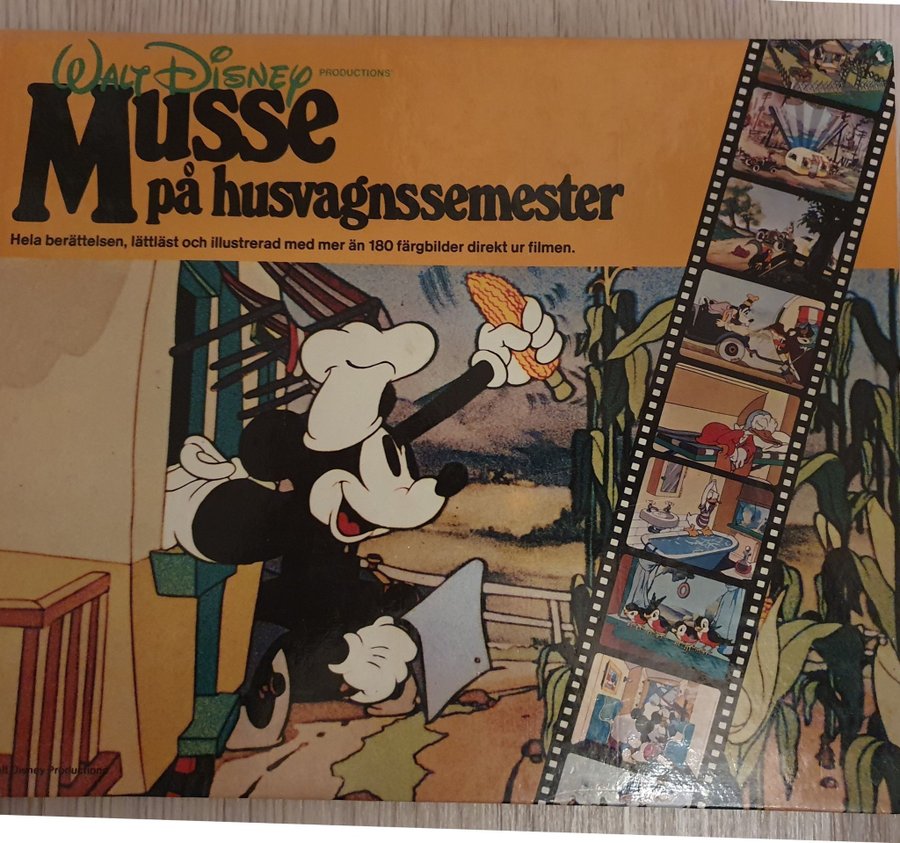 WALT DISNEY PRODUCTIONS
Musse
på husvagnssemester
Hela berättelsen, lättläst och illustrerad med mer än 180 färgbilder direkt ur filmen.
Disney Productions